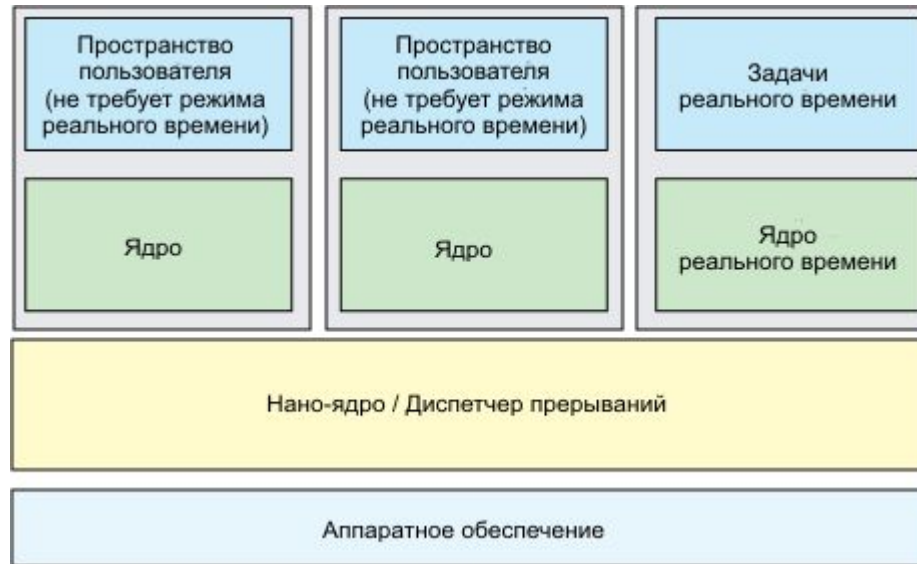 Пространство
пользователя
(не требует режима
реального времени)
Пространство
пользователя
(не требует режима
реального времени)
Задачи
реального времени
Ядро
Ядро
Ядро
реального времени
Нано-ядро / Диспетчер прерываний
Аппаратное обеспечение